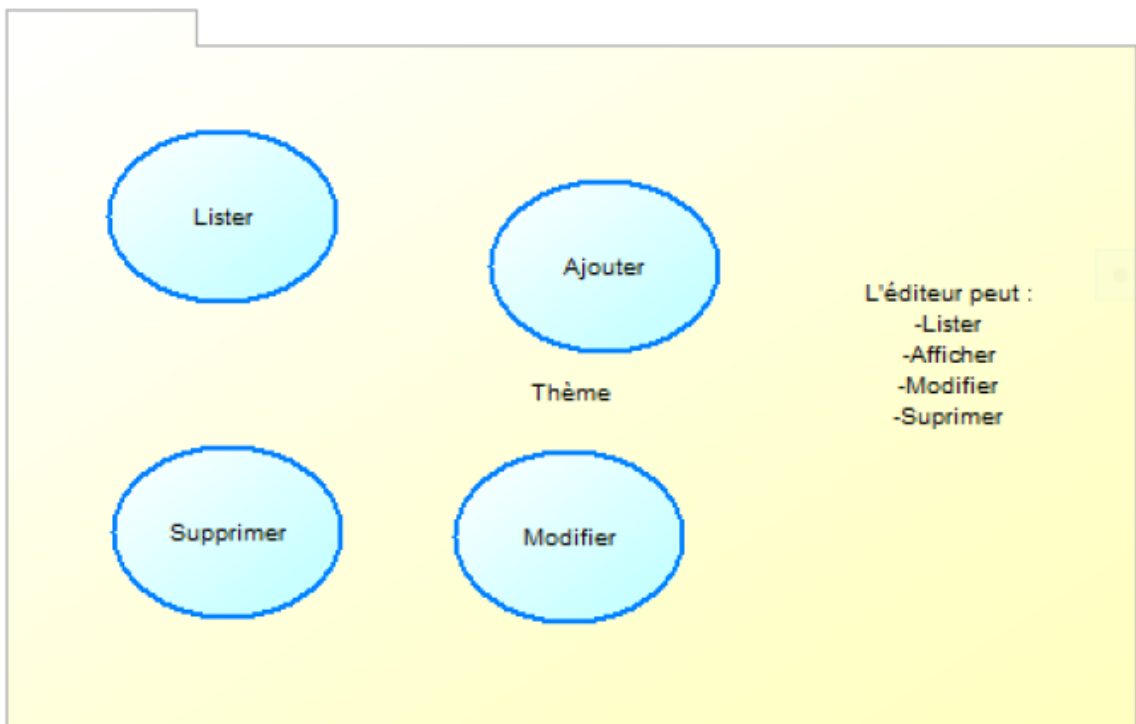 Lister
Ajouter
L'éditeur peut :
-Lister
-Afficher
-Modifier
-Suprimer
Thème
Supprimer
Modifier